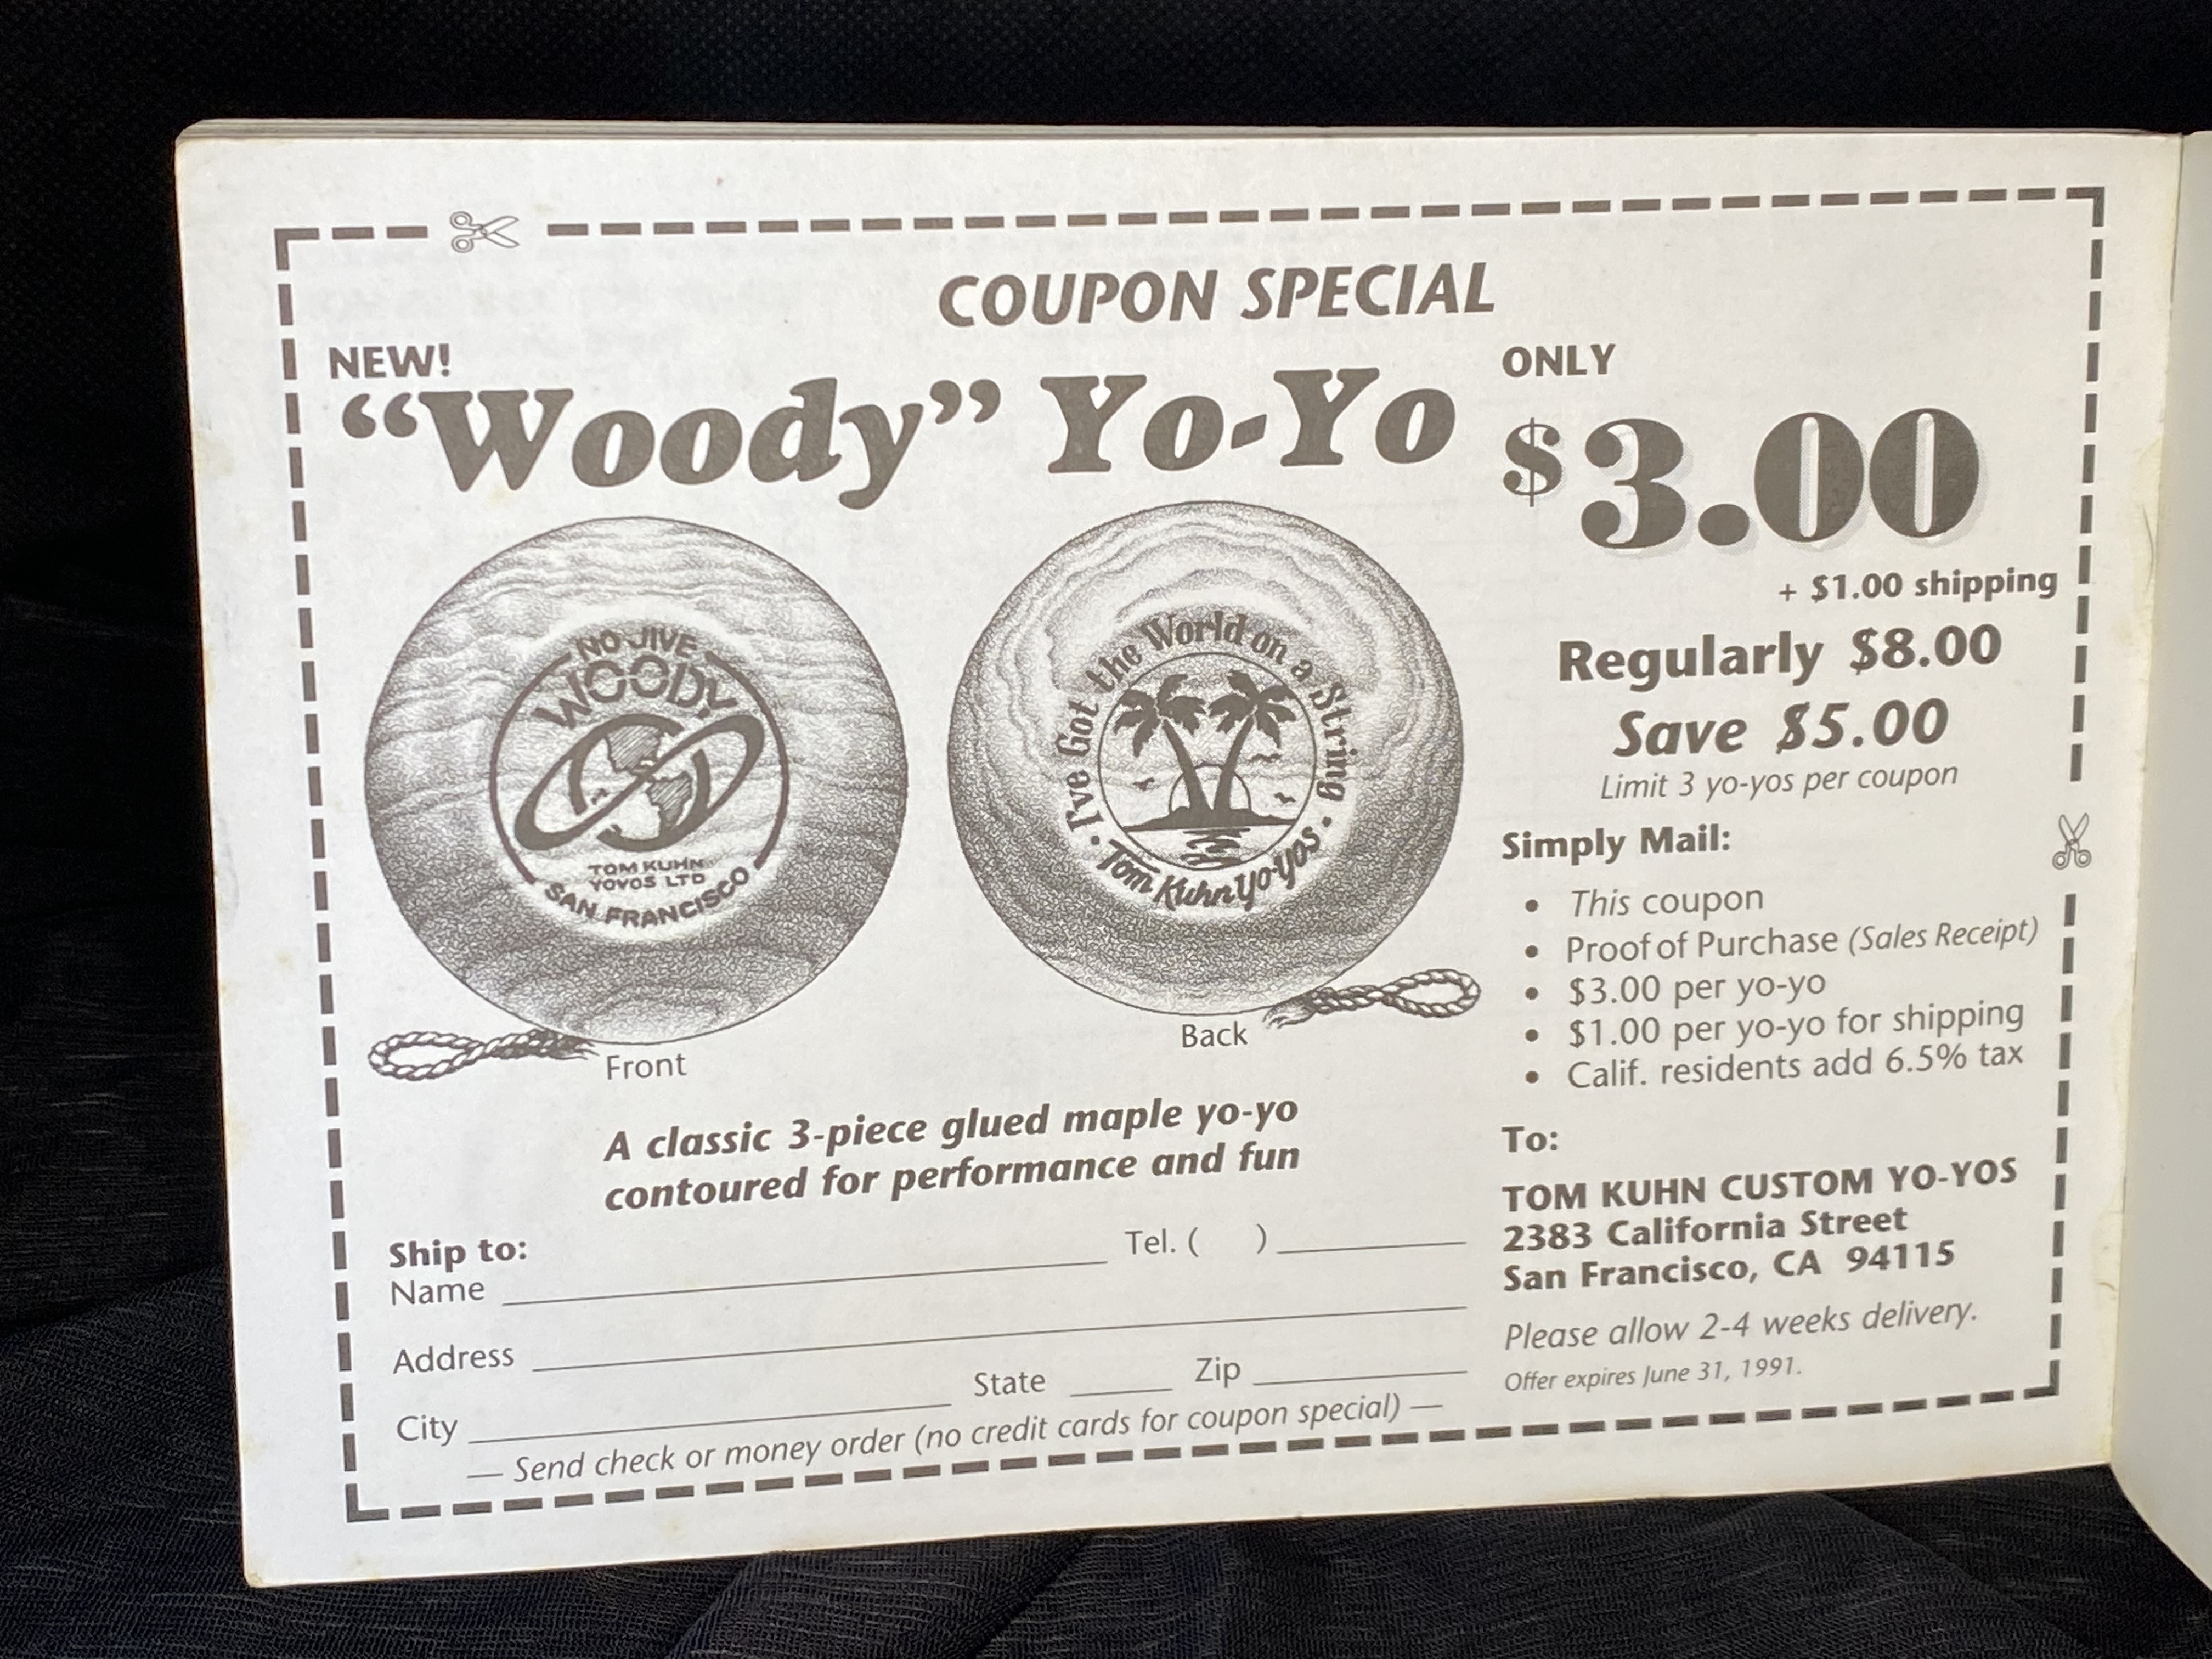 COUPON SPECIAL
NEW!
“Woody” Yo-Yo
ONLY
$3.00
+ $1.00 shipping
Regularly $8.00
Save $5.00
Limit 3 yo-yos per coupon
NO JIVE
WOODY
TOM KUHN
YOYOS LTD
SAN FRANCISCO
Front
• I've Got the World on a String •
Tom Kuhn Yo-Yos
Back
A classic 3-piece glued maple yo-yo
contoured for performance and fun
Simply Mail:
• This coupon
• Proof of Purchase (Sales Receipt)
• $3.00 per yo-yo
• $1.00 per yo-yo for shipping
• Calif. residents add 6.5% tax
To:
TOM KUHN CUSTOM YO-YOS
2383 California Street
San Francisco, CA 94115
Please allow 2-4 weeks delivery.
Offer expires June 31, 1991.
Ship to:
Name Tel. ( )
Address
City State Zip
— Send check or money order (no credit cards for coupon special) —